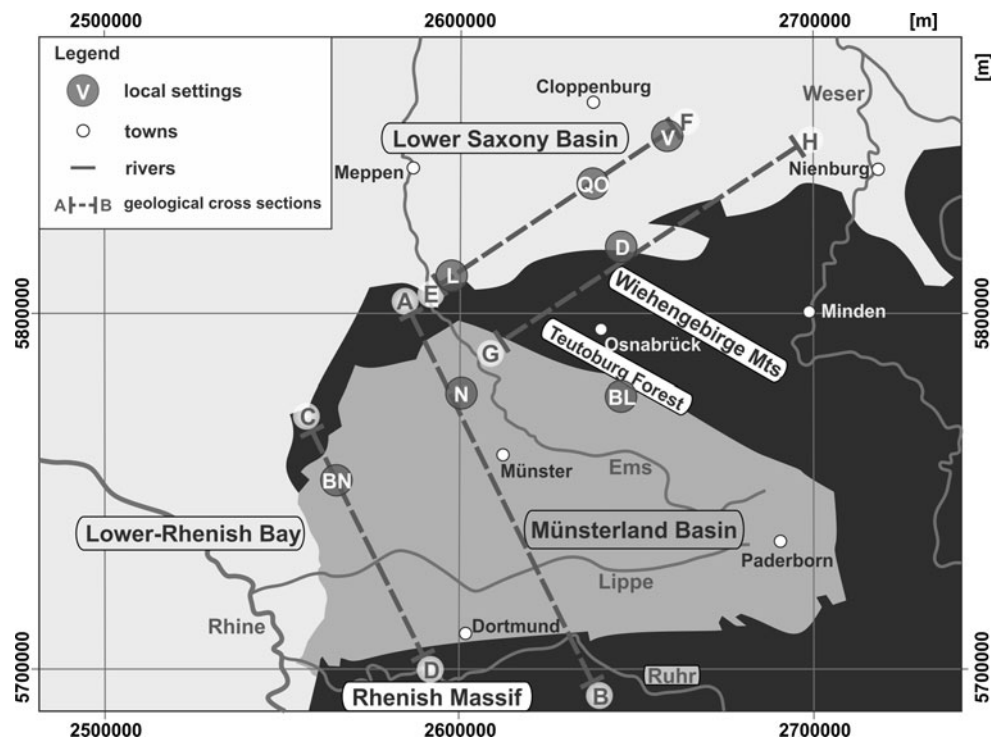 2500000 2600000 2700000 [m]
[m]
Legend
V local settings
towns
rivers
A B geological cross sections
Cloppenburg
Weser
Lower Saxony Basin
F
V
H
Meppen
Nienburg
QO
D
L
E
A
5800000 5800000
Wiehengebirge Mts
Minden
Osnabrück
G
Teutoburg Forest
N
BL
C
Münster
Ems
BN
Lower-Rhenish Bay
Münsterland Basin
Paderborn
Lippe
Rhine
Dortmund
5700000 5700000
D
Ruhr
Rhenish Massif
B
2500000 2600000 2700000